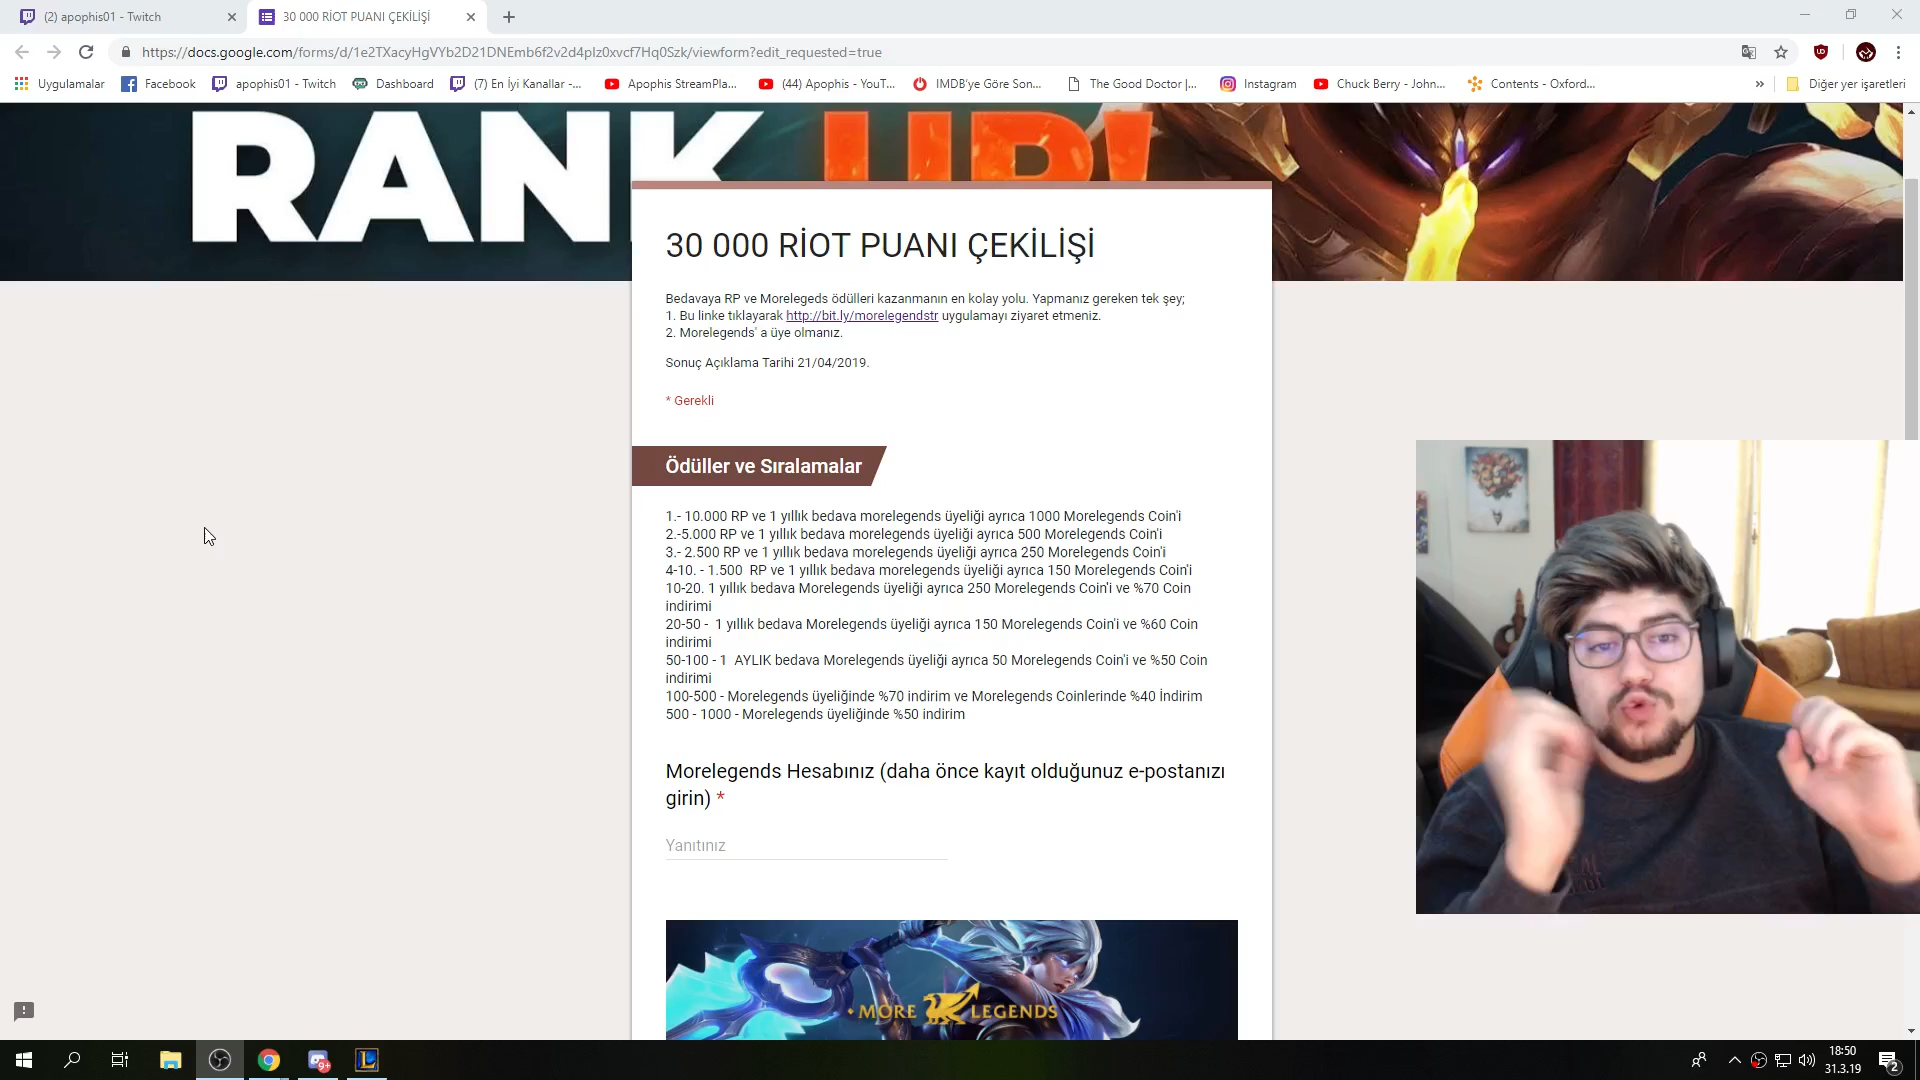 (2) apophis01 - Twitch
30 000 RİOT PUANI ÇEKİLİŞİ
https://docs.google.com/forms/d/1e2TXacyHgVYb2D21DNEmb6f2v2d4pIz0xvcf7Hq0Szk/viewform?edit_requested=true
Uygulamalar Facebook apophis01 - Twitch Dashboard (7) En İyi Kanallar -... Apophis StreamPla... (44) Apophis - YouT... IMDB'ye Göre Son... The Good Doctor |... Instagram Chuck Berry - John... Contents - Oxford... » Diğer yer işaretleri
RANK UP!
30 000 RİOT PUANI ÇEKİLİŞİ
Bedavaya RP ve Morelegeds ödülleri kazanmanın en kolay yolu. Yapmanız gereken tek şey;
1. Bu linke tıklayarak http://bit.ly/morelegendstr uygulamayı ziyaret etmeniz.
2. Morelegends' a üye olmanız.
Sonuç Açıklama Tarihi 21/04/2019.
* Gerekli
Ödüller ve Sıralamalar
1.- 10.000 RP ve 1 yıllık bedava morelegends üyeliği ayrıca 1000 Morelegends Coin'i
2.-5.000 RP ve 1 yıllık bedava morelegends üyeliği ayrıca 500 Morelegends Coin'i
3.- 2.500 RP ve 1 yıllık bedava morelegends üyeliği ayrıca 250 Morelegends Coin'i
4-10. - 1.500 RP ve 1 yıllık bedava morelegends üyeliği ayrıca 150 Morelegends Coin'i
10-20. 1 yıllık bedava Morelegends üyeliği ayrıca 250 Morelegends Coin'i ve %70 Coin
indirimi
20-50 - 1 yıllık bedava Morelegends üyeliği ayrıca 150 Morelegends Coin'i ve %60 Coin
indirimi
50-100 - 1 AYLIK bedava Morelegends üyeliği ayrıca 50 Morelegends Coin'i ve %50 Coin
indirimi
100-500 - Morelegends üyeliğinde %70 indirim ve Morelegends Coinlerinde %40 İndirim
500 - 1000 - Morelegends üyeliğinde %50 indirim
Morelegends Hesabınız (daha önce kayıt olduğunuz e-postanızı
girin) *
Yanıtınız
MORE LEGENDS
9+
18:50
31.3.19
2